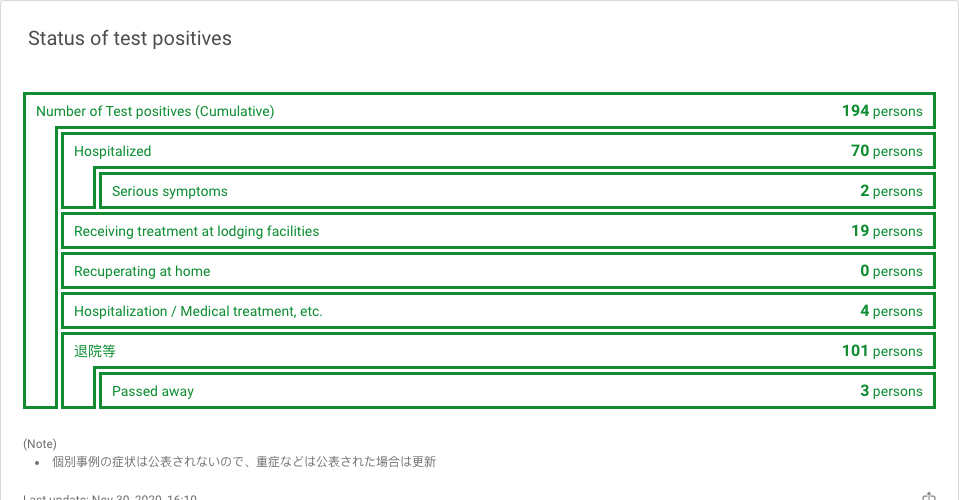 Status of test positives
Number of Test positives (Cumulative) 194 persons
Hospitalized 70 persons
Serious symptoms 2 persons
Receiving treatment at lodging facilities 19 persons
Recuperating at home 0 persons
Hospitalization / Medical treatment, etc. 4 persons
退院等 101 persons
Passed away 3 persons
(Note)
• 個別事例の症状は公表されないので、重症などは公表された場合は更新
Last update: Nov 30, 2020, 16:10